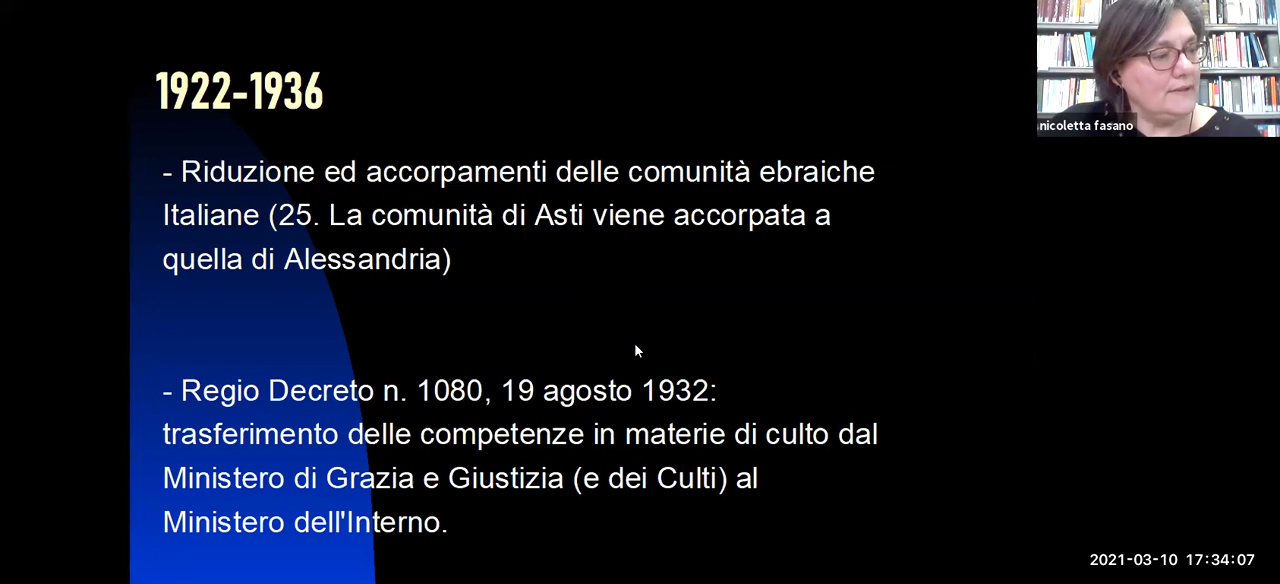 1922-1936
- Riduzione ed accorpamenti delle comunità ebraiche
Italiane (25. La comunità di Asti viene accorpata a
quella di Alessandria)
- Regio Decreto n. 1080, 19 agosto 1932:
trasferimento delle competenze in materie di culto dal
Ministero di Grazia e Giustizia (e dei Culti) al
Ministero dell'Interno.
nicoletta fasano
2021-03-10 17:34:07